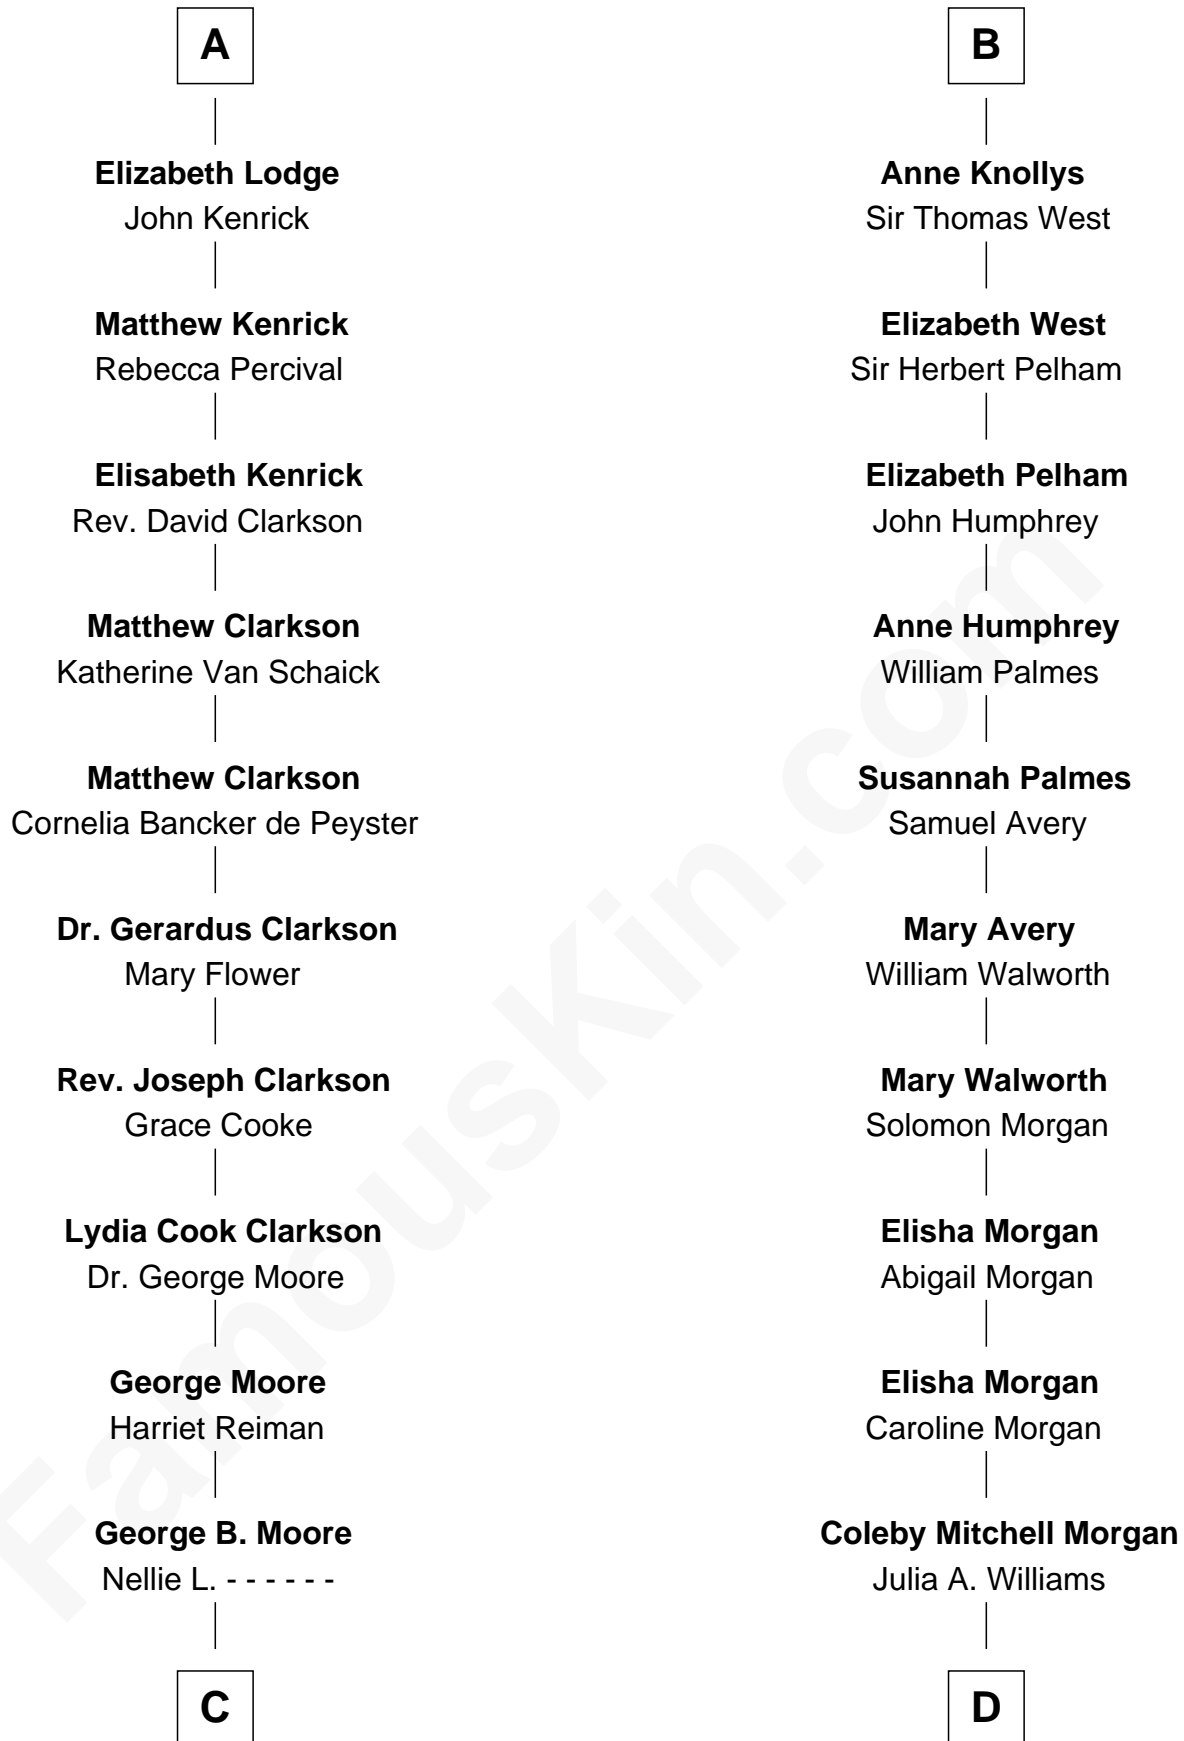 A
Elizabeth Lodge
John Kenrick
Matthew Kenrick
Rebecca Percival
Elisabeth Kenrick
Rev. David Clarkson
Matthew Clarkson
Katherine Van Schaick
Matthew Clarkson
Cornelia Bancker de Peyster
Dr. Gerardus Clarkson
Mary Flower
Rev. Joseph Clarkson
Grace Cooke
Lydia Cook Clarkson
Dr. George Moore
George Moore
Harriet Reiman
George B. Moore
Nellie L. - - - - - -
C
B
Anne Knollys
Sir Thomas West
Elizabeth West
Sir Herbert Pelham
Elizabeth Pelham
John Humphrey
Anne Humphrey
William Palmes
Susannah Palmes
Samuel Avery
Mary Avery
William Walworth
Mary Walworth
Solomon Morgan
Elisha Morgan
Abigail Morgan
Elisha Morgan
Caroline Morgan
Coleby Mitchell Morgan
Julia A. Williams
D
FamousKin.com